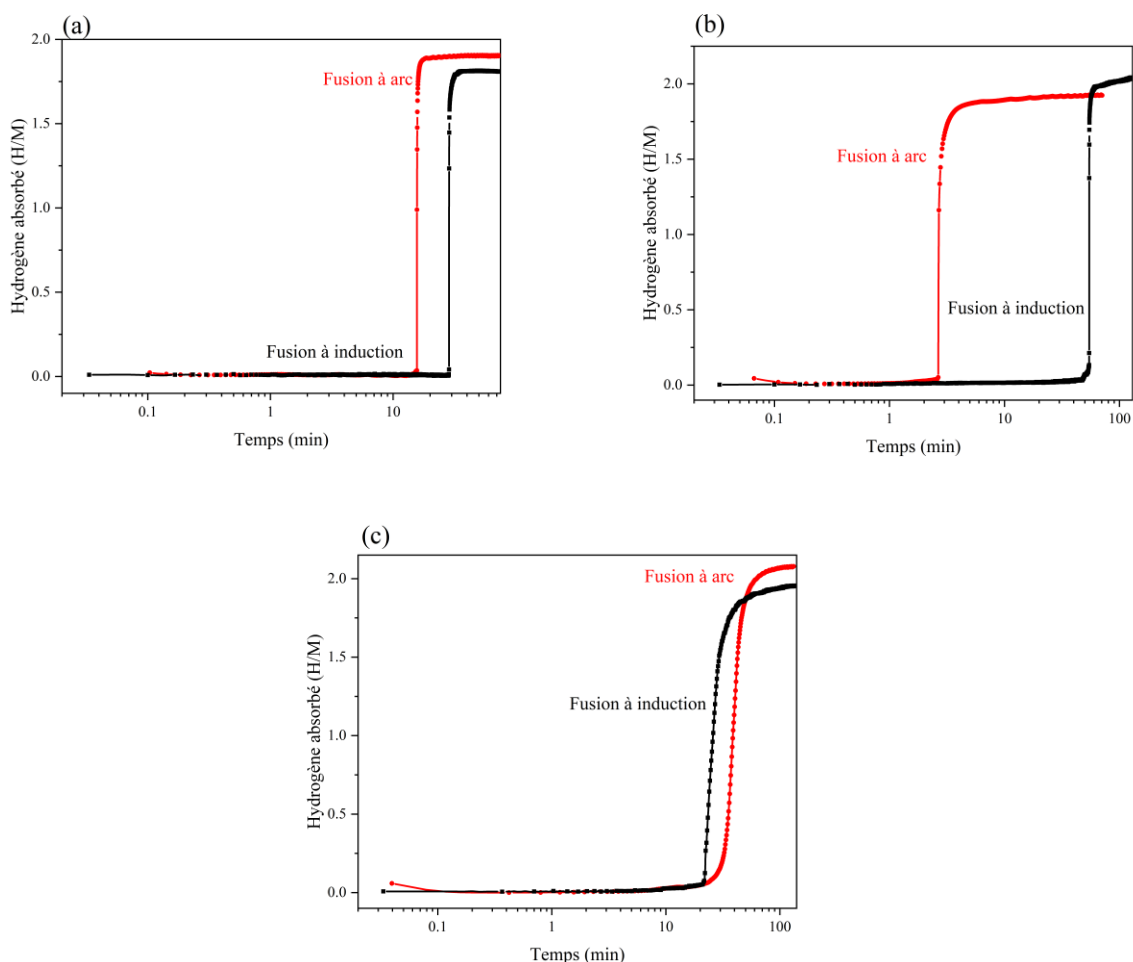 (a)
2.0
Fusion à arc
1.5
Hydrogène absorbé (H/M)
1.0
0.5
Fusion à induction
0.0
0.1 1 10
Temps (min)
(b)
2.0
Fusion à arc
1.5
Hydrogène absorbé (H/M)
1.0
Fusion à induction
0.5
0.0
0.1 1 10 100
Temps (min)
(c)
Fusion à arc
2.0
1.5
Hydrogène absorbé (H/M)
Fusion à induction
1.0
0.5
0.0
0.1 1 10 100
Temps (min)